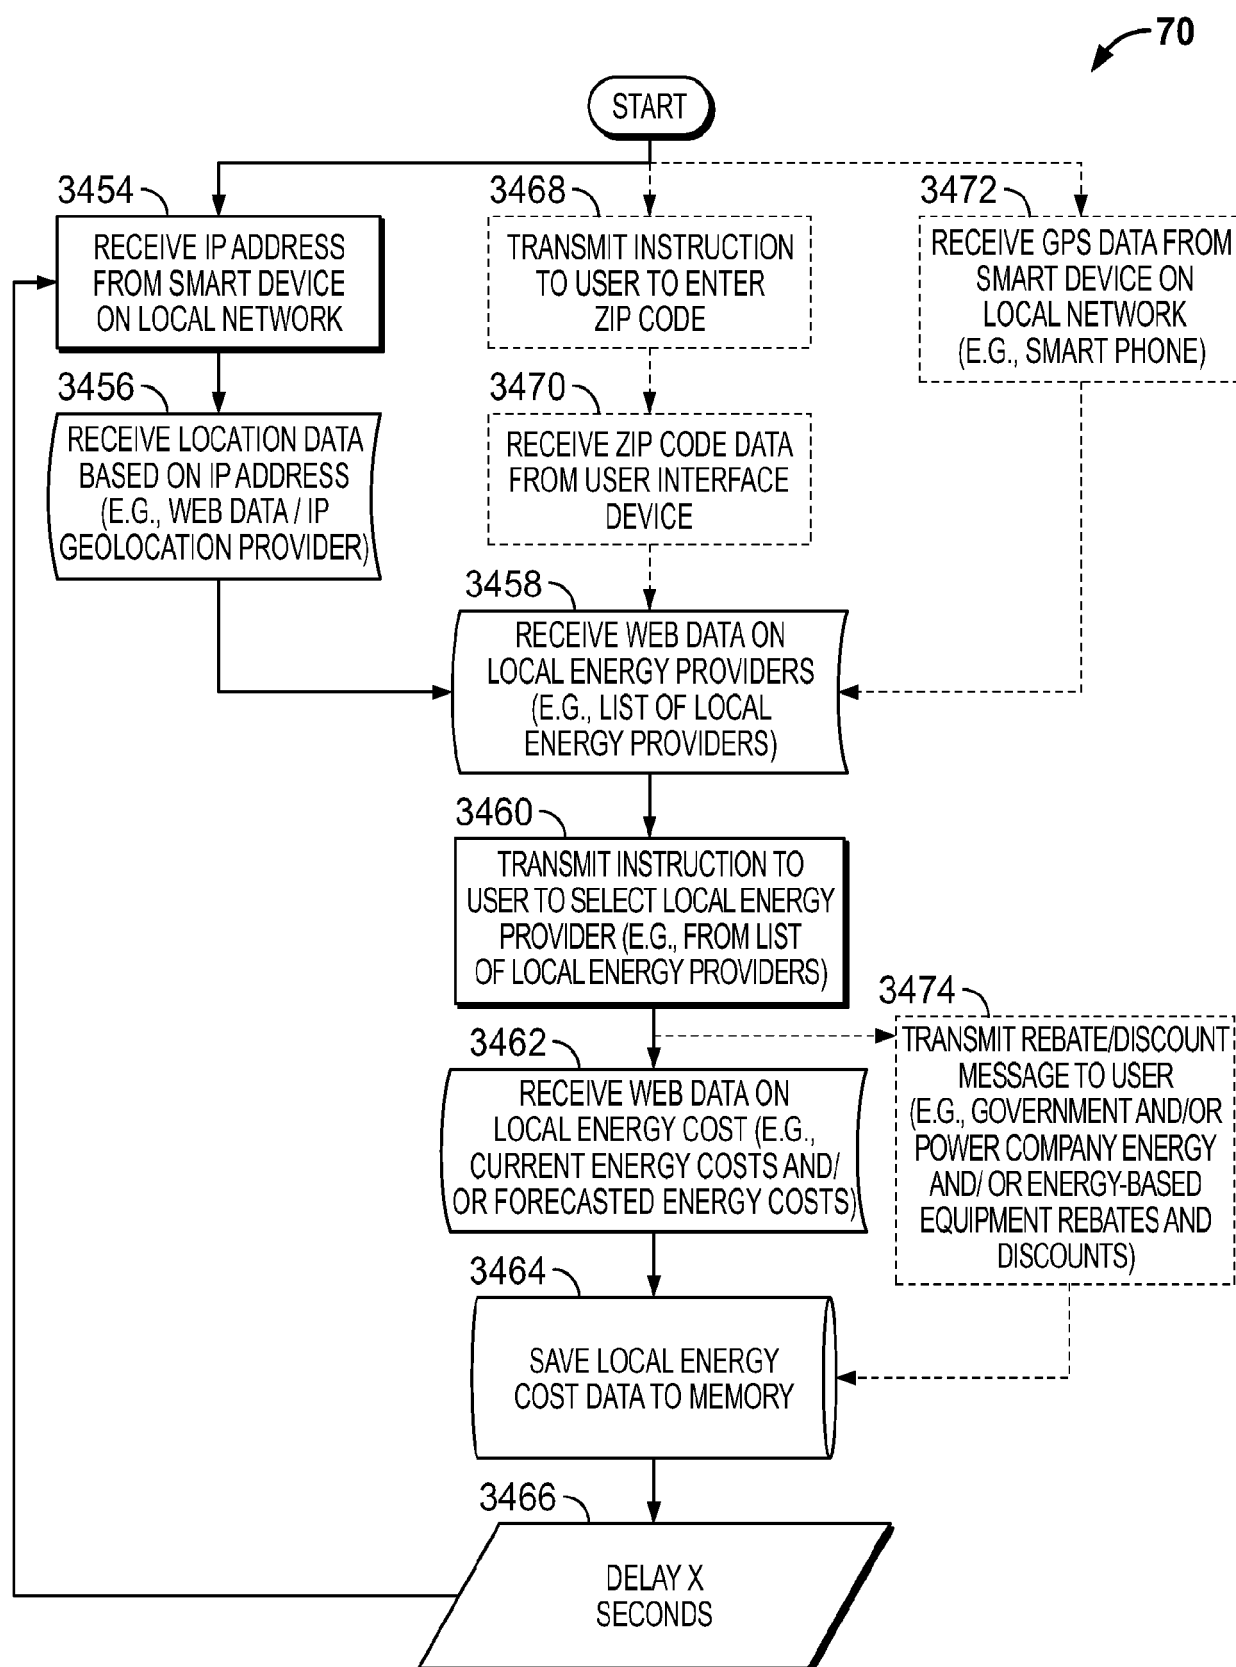 70
START
3454
RECEIVE IP ADDRESS
FROM SMART DEVICE
ON LOCAL NETWORK
3468
TRANSMIT INSTRUCTION
TO USER TO ENTER
ZIP CODE
3472
RECEIVE GPS DATA FROM
SMART DEVICE ON
LOCAL NETWORK
(E.G., SMART PHONE)
3456
RECEIVE LOCATION DATA
BASED ON IP ADDRESS
(E.G., WEB DATA / IP
GEOLOCATION PROVIDER)
3470
RECEIVE ZIP CODE DATA
FROM USER INTERFACE
DEVICE
3458
RECEIVE WEB DATA ON
LOCAL ENERGY PROVIDERS
(E.G., LIST OF LOCAL
ENERGY PROVIDERS)
3460
TRANSMIT INSTRUCTION TO
USER TO SELECT LOCAL ENERGY
PROVIDER (E.G., FROM LIST
OF LOCAL ENERGY PROVIDERS)
3474
TRANSMIT REBATE/DISCOUNT
MESSAGE TO USER
(E.G., GOVERNMENT AND/OR
POWER COMPANY ENERGY
AND/ OR ENERGY-BASED
EQUIPMENT REBATES AND
DISCOUNTS)
3462
RECEIVE WEB DATA ON
LOCAL ENERGY COST (E.G.,
CURRENT ENERGY COSTS AND/
OR FORECASTED ENERGY COSTS)
3464
SAVE LOCAL ENERGY
COST DATA TO MEMORY
3466
DELAY X
SECONDS